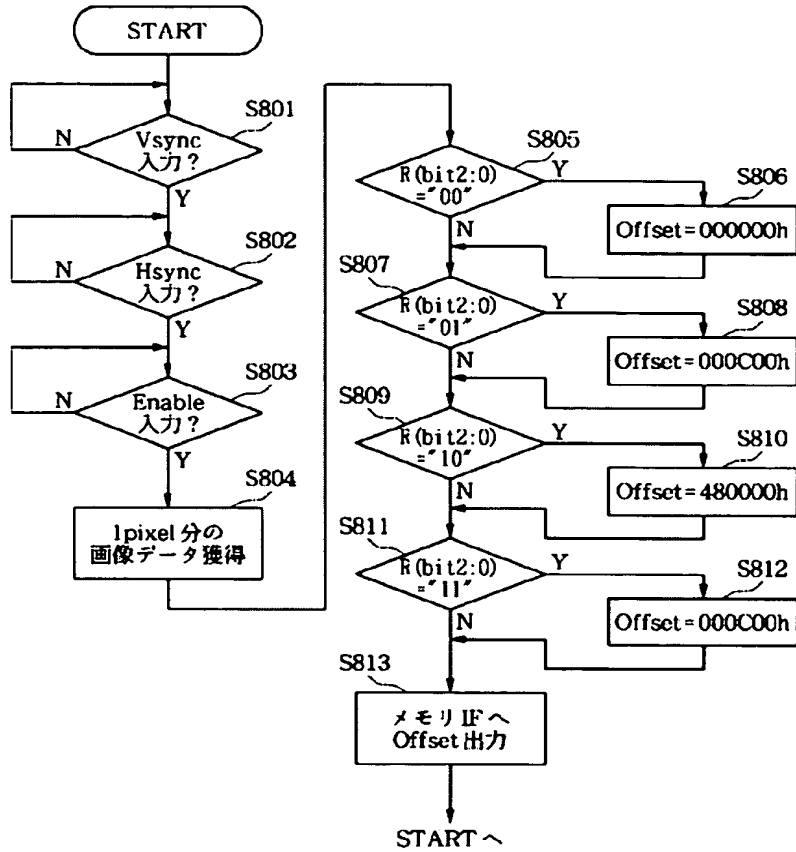 START
S801
Vsync
入力?
N
Y
S802
Hsync
入力?
N
Y
S803
Enable
入力?
N
Y
S804
1pixel分の
画像データ獲得
S805
R(bit2:0)
="00"
Y
N
S806
Offset=000000h
S807
R(bit2:0)
="01"
Y
N
S808
Offset=000C00h
S809
R(bit2:0)
="10"
Y
N
S810
Offset=480000h
S811
R(bit2:0)
="11"
Y
N
S812
Offset=000C00h
S813
メモリIFへ
Offset出力
STARTへ